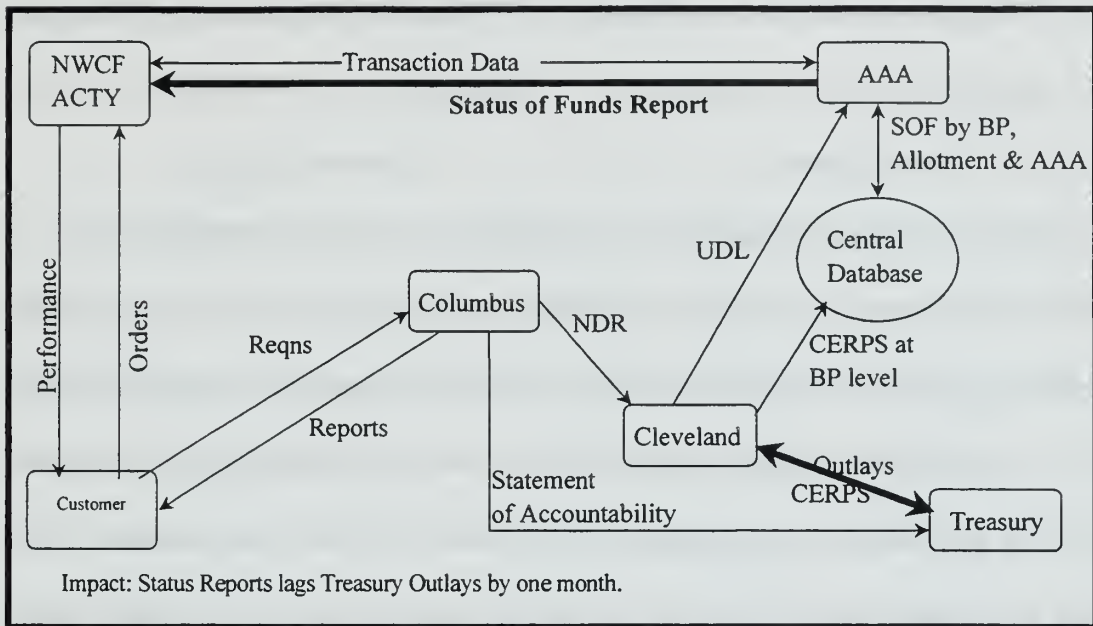 NWCF
ACTY
Transaction Data
AAA
Status of Funds Report
SOF by BP,
Allotment & AAA
Central
Database
UDL
Performance
Orders
Columbus
NDR
Reqns
CERPS at
BP level
Reports
Cleveland
Outlays
CERPS
Customer
Statement
of Accountability
Treasury
Impact: Status Reports lags Treasury Outlays by one month.